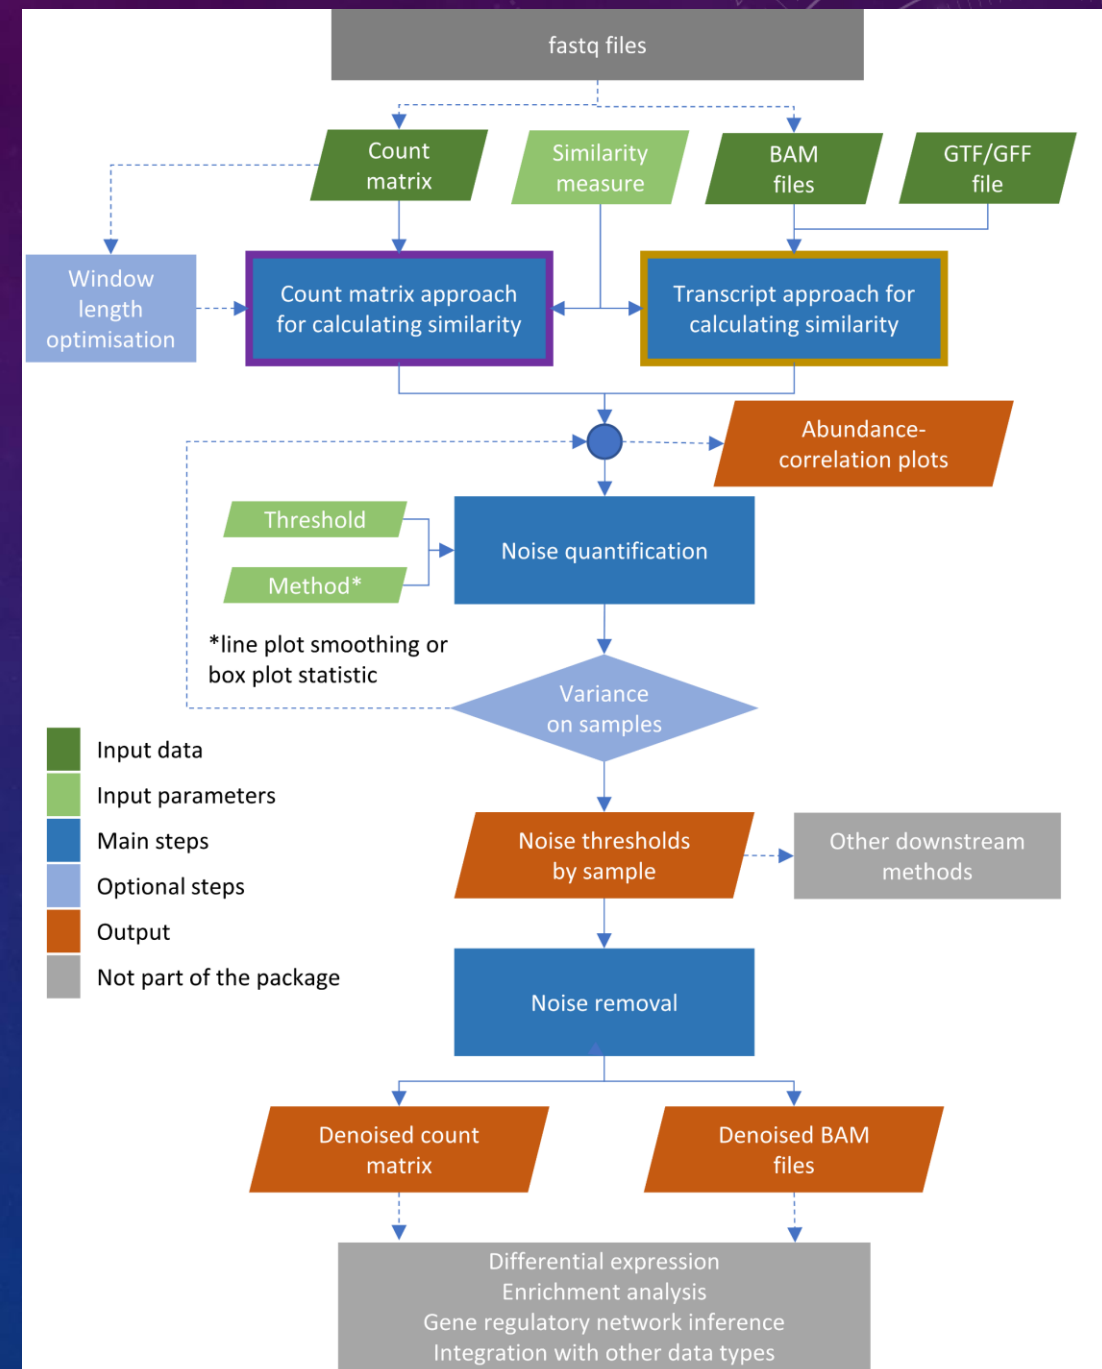 fastq files
Count
matrix
Similarity
measure
BAM
files
GTF/GFF
file
Window
length
optimisation
Count matrix approach
for calculating similarity
Transcript approach for
calculating similarity
Abundance-
correlation plots
Threshold
Method*
Noise quantification
*line plot smoothing or
box plot statistic
Variance
on samples
Input data
Input parameters
Main steps
Optional steps
Output
Not part of the package
Noise thresholds
by sample
Other downstream
methods
Noise removal
Denoised count
matrix
Denoised BAM
files
Differential expression
Enrichment analysis
Gene regulatory network inference
Integration with other data types